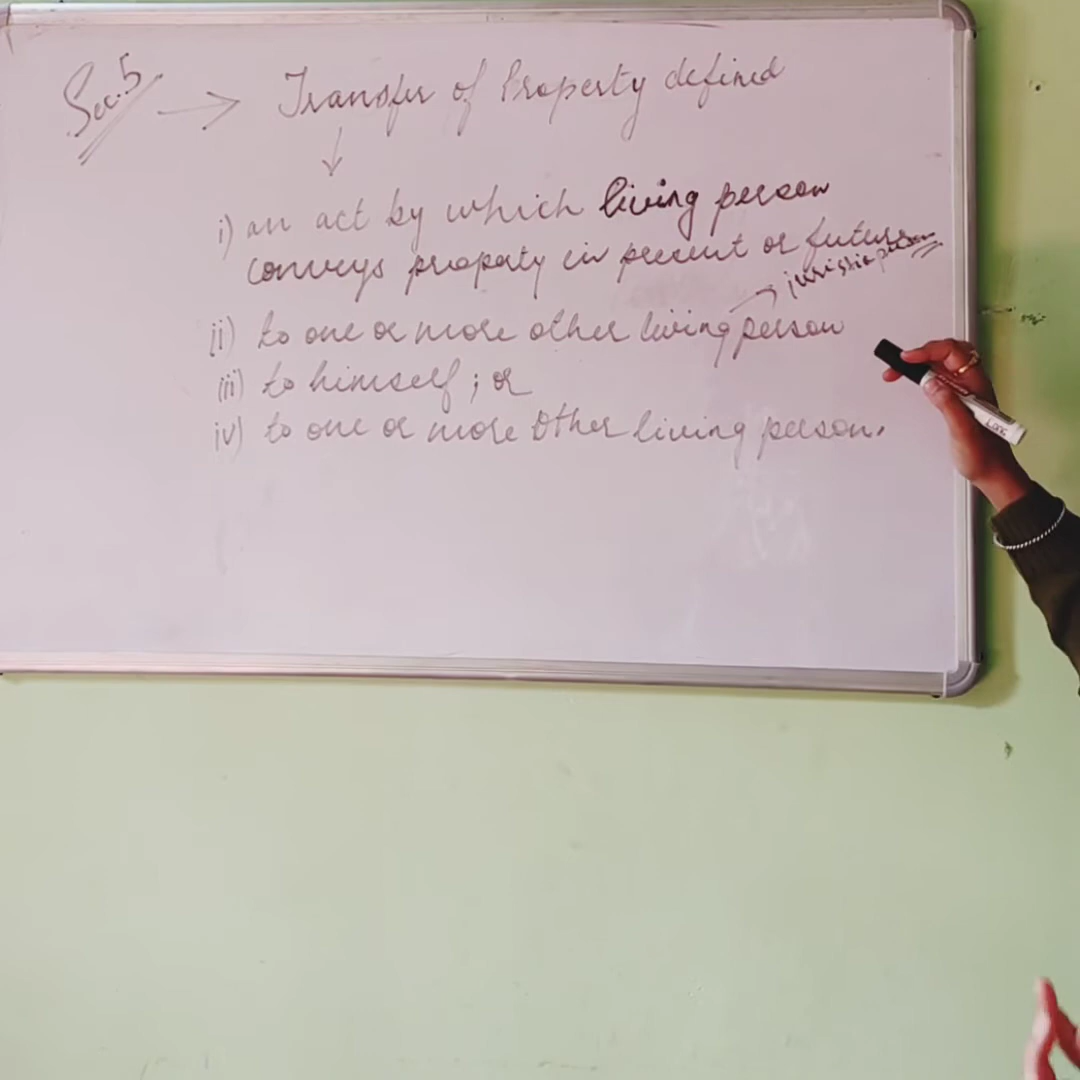 Sec.5 → Transfer of Property defined
↓
i) an act by which living person
conveys property in present or future
juristic person
ii) to one or more other living person
iii) to himself ; or
iv) to one or more other living person.